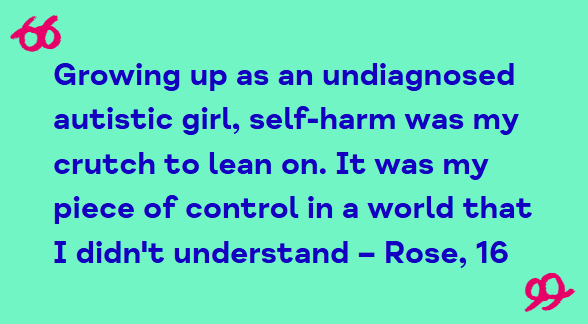 Growing up as an undiagnosed
autistic girl, self-harm was my
crutch to lean on. It was my
piece of control in a world that
I didn't understand – Rose, 16